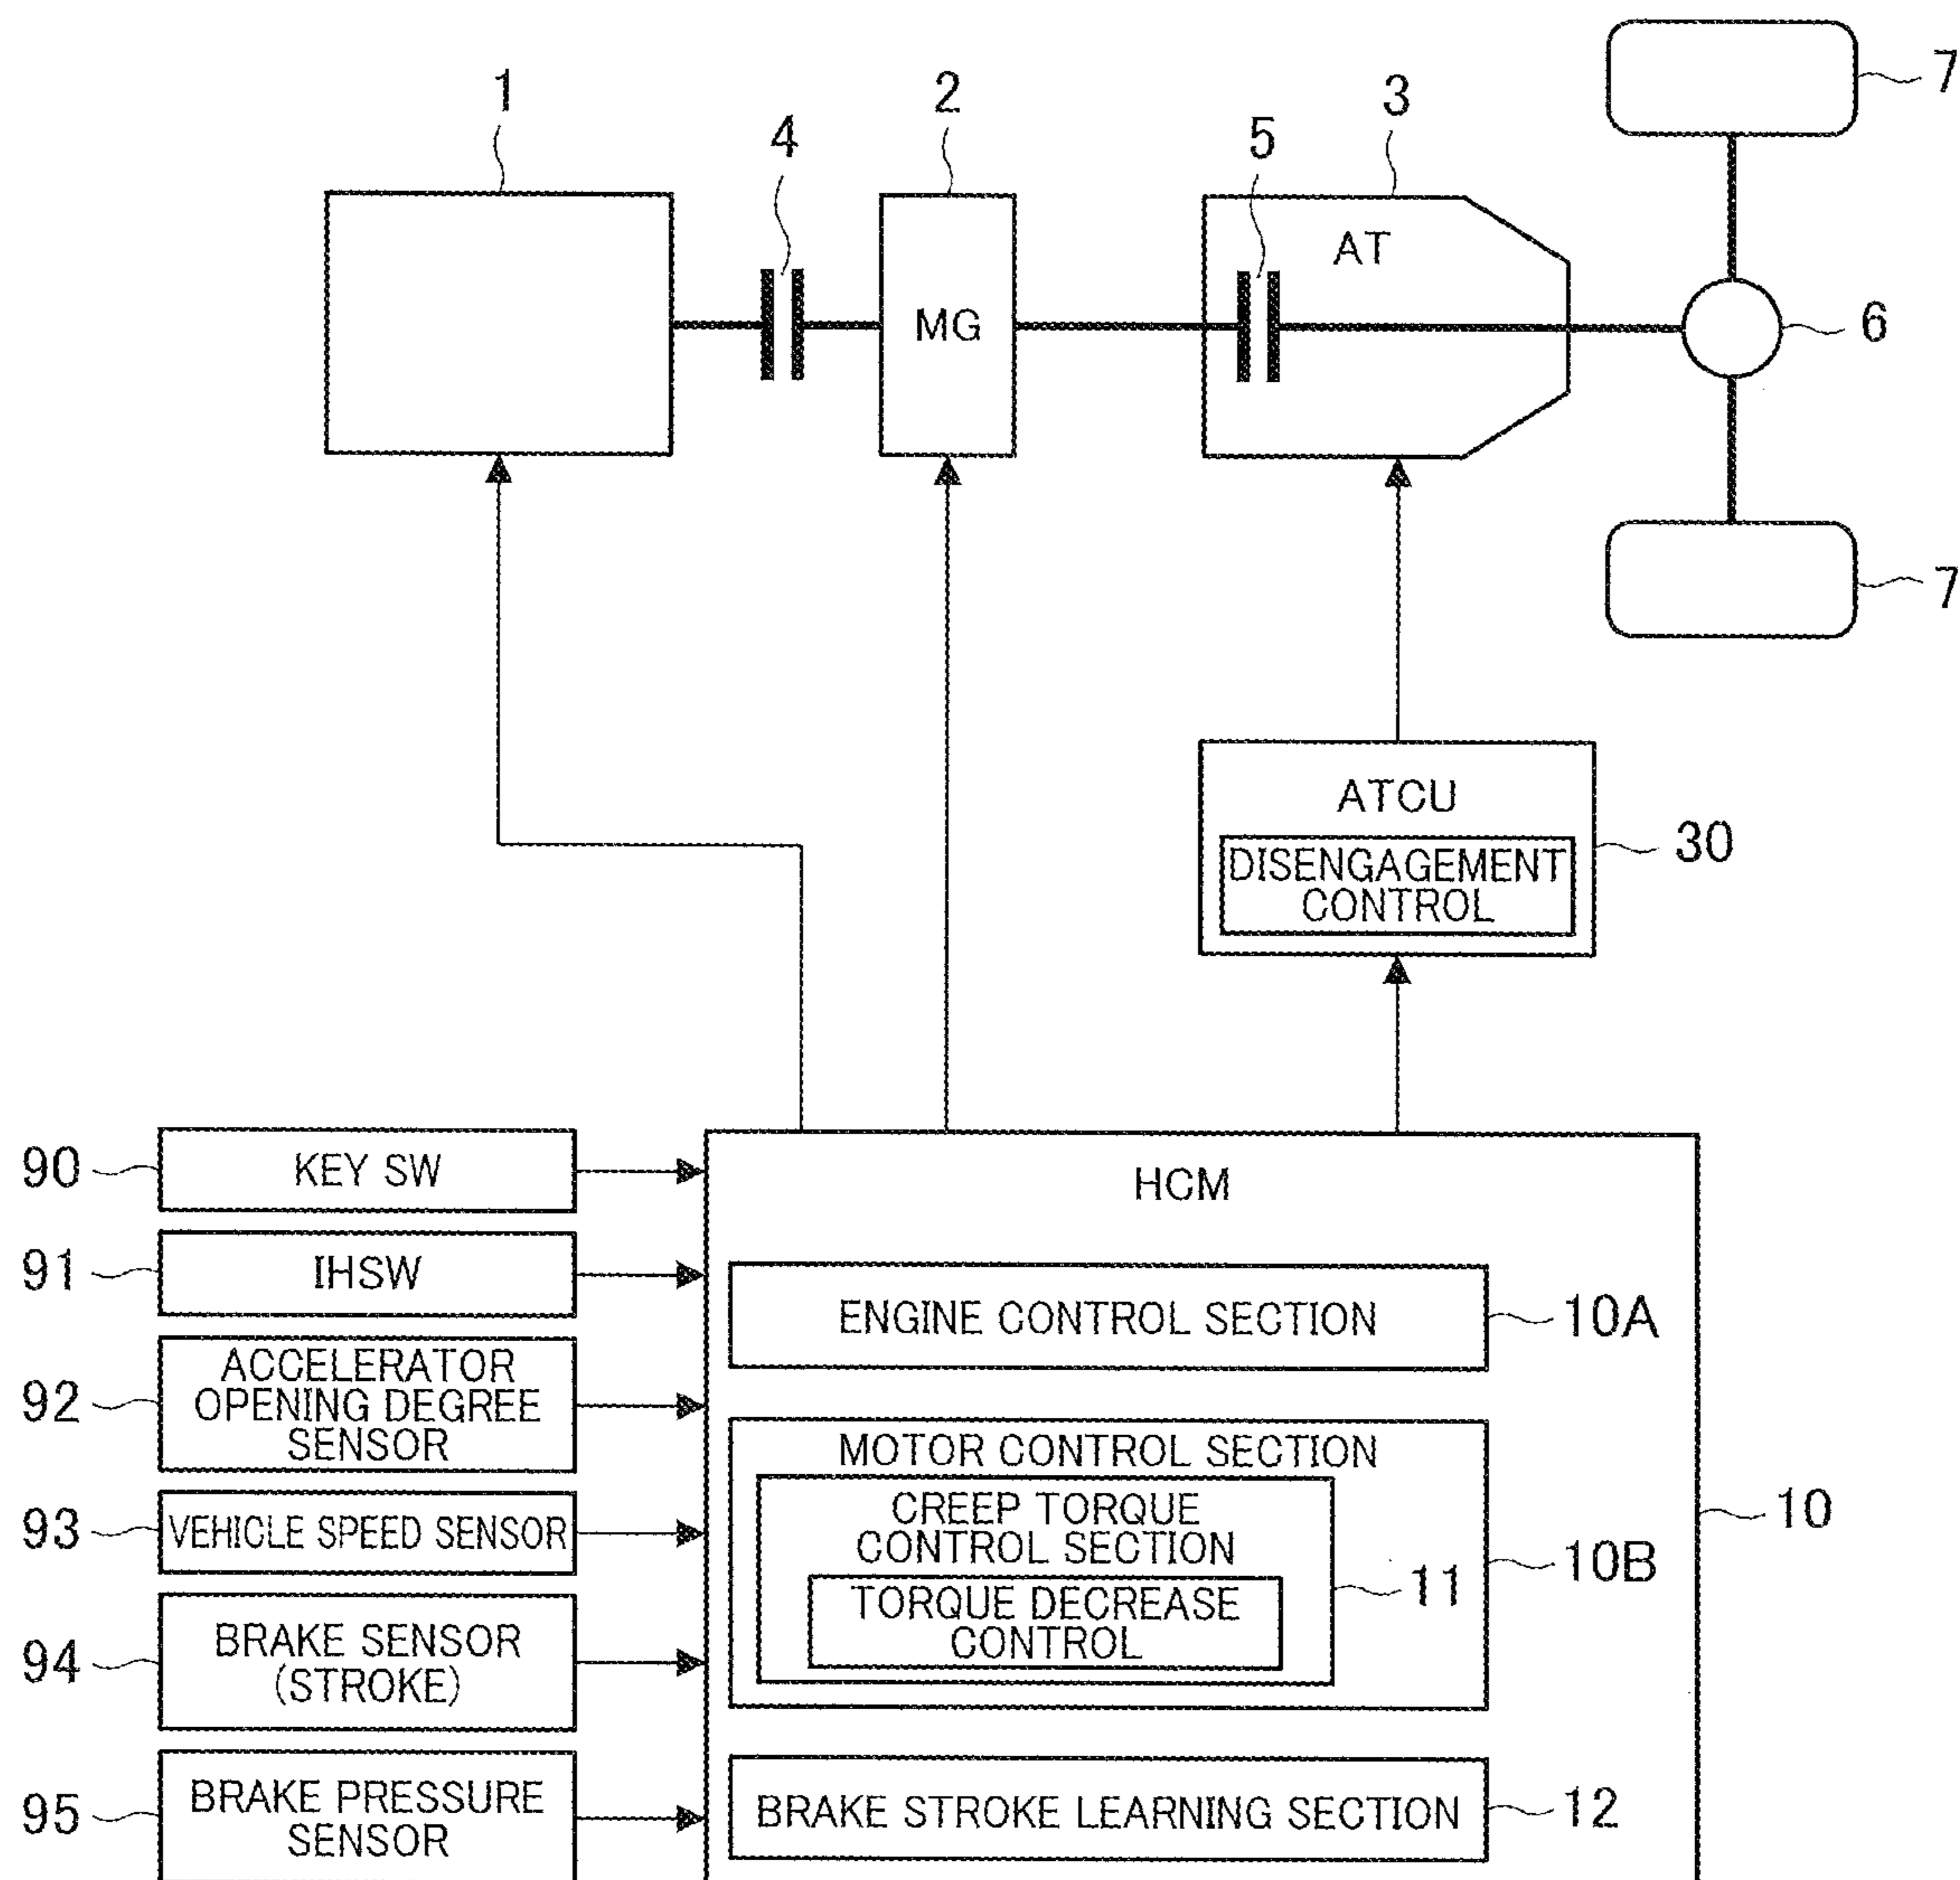 1
2
3
4
5
7
AT
MG
6
7
ATCU
30
DISENGAGEMENT
CONTROL
90
KEY SW
HCM
91
IHSW
ENGINE CONTROL SECTION
10A
92
ACCELERATOR
OPENING DEGREE
SENSOR
MOTOR CONTROL SECTION
93
VEHICLE SPEED SENSOR
CREEP TORQUE
CONTROL SECTION
10
10B
11
TORQUE DECREASE
CONTROL
94
BRAKE SENSOR
(STROKE)
95
BRAKE PRESSURE
SENSOR
BRAKE STROKE LEARNING SECTION
12